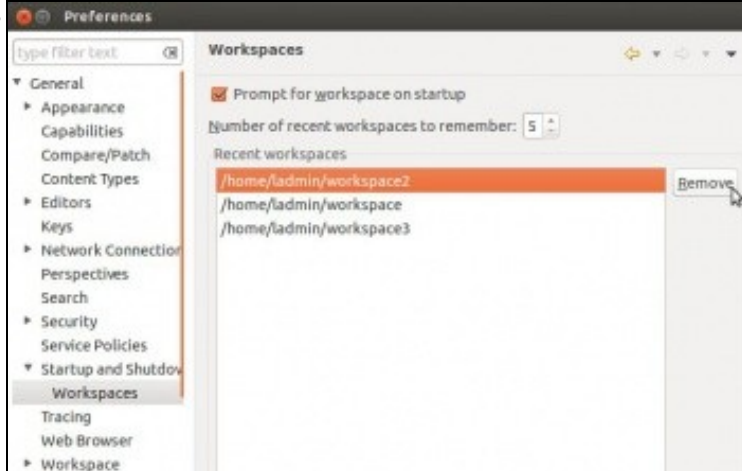 Preferences
type filter text
General
Appearance
Capabilities
Compare/Patch
Content Types
Editors
Keys
Network Connection
Perspectives
Search
Security
Service Policies
Startup and Shutdov
Workspaces
Tracing
Web Browser
Workspace
Workspaces
Prompt for workspace on startup
Number of recent workspaces to remember: 5
Recent workspaces
/home/ladmin/workspace2
/home/ladmin/workspace
/home/ladmin/workspace3
Remove